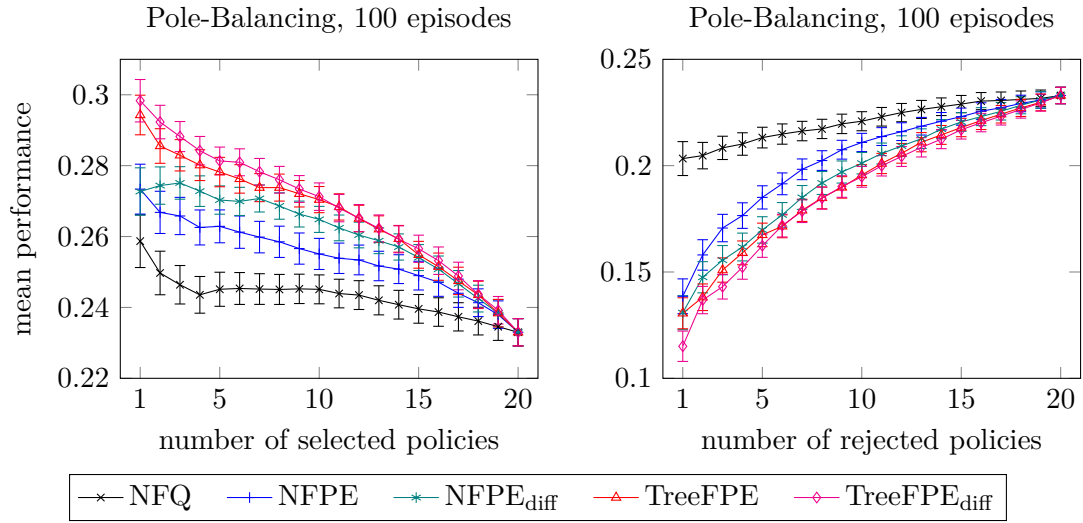 Pole-Balancing, 100 episodes
mean performance
0.3
0.28
0.26
0.24
0.22
1 5 10 15 20
number of selected policies
Pole-Balancing, 100 episodes
0.25
0.2
0.15
0.1
1 5 10 15 20
number of rejected policies
NFQ NFPE NFPEdiff TreeFPE TreeFPEdiff